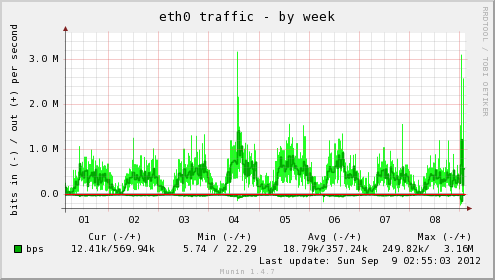 eth0 traffic - by week
RRDTOOL / TOBI OETIKER
bits in (-) / out (+) per second
3.0 M
2.0 M
1.0 M
0.0
01 02 03 04 05 06 07 08
Cur (-/+) Min (-/+) Avg (-/+) Max (-/+)
bps 12.41k/569.94k 5.74 / 22.29 18.79k/357.24k 249.82k/ 3.16M
Last update: Sun Sep 9 02:55:03 2012
Munin 1.4.7